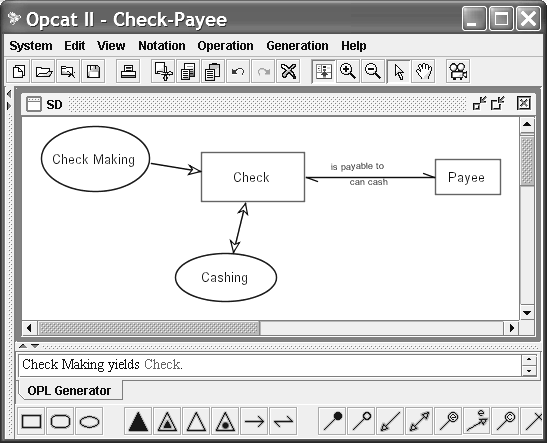 Opcat II - Check-Payee
System Edit View Notation Operation Generation Help
SD
Check Making
Check
is payable to
can cash
Payee
Cashing
Check Making yields Check.
OPL Generator